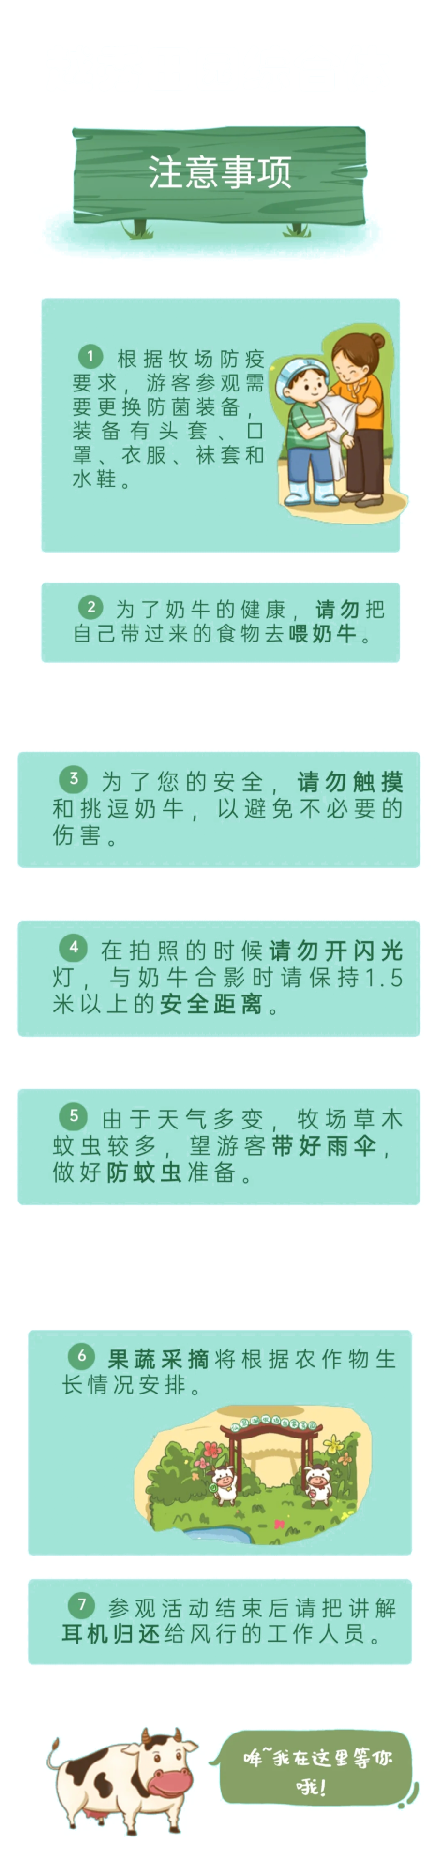 注意事项
1 根据牧场防疫
要求，游客参观需
要更换防菌装备，
装备有头套、口
罩、衣服、袜套和
水鞋。
2 为了奶牛的健康，请勿把
自己带过来的食物去喂奶牛。
3 为了您的安全，请勿触摸
和挑逗奶牛，以避免不必要的
伤害。
4 在拍照的时候请勿开闪光
灯，与奶牛合影时请保持1.5
米以上的安全距离。
5 由于天气多变，牧场草木
蚊虫较多，望游客带好雨伞，
做好防蚊虫准备。
6 果蔬采摘将根据农作物生
长情况安排。
7 参观活动结束后请把讲解
耳机归还给风行的工作人员。
哞~我在这里等你
哦!